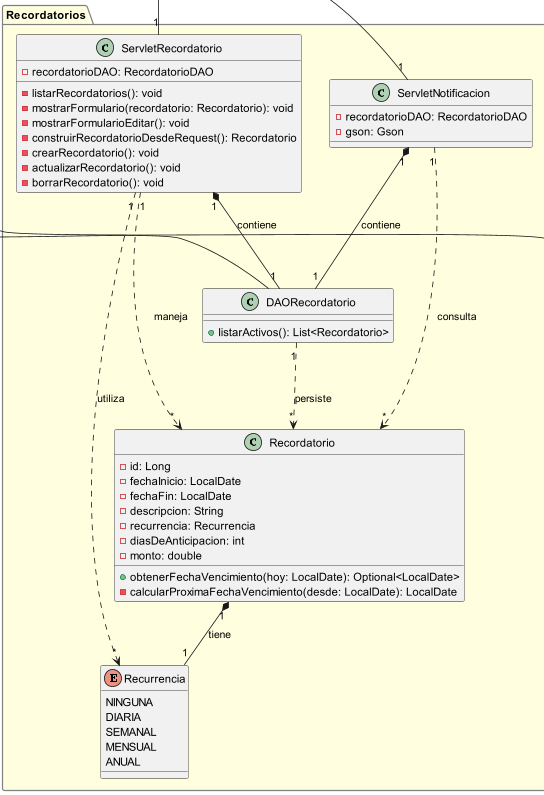 Recordatorios
1
1
C ServletRecordatorio
recordatorioDAO: RecordatorioDAO
listarRecordatorios(): void
mostrarFormulario(recordatorio: Recordatorio): void
mostrarFormularioEditar(): void
construirRecordatorioDesdeRequest(): Recordatorio
crearRecordatorio(): void
actualizarRecordatorio(): void
borrarRecordatorio(): void
C ServletNotificacion
recordatorioDAO: RecordatorioDAO
gson: Gson
1 1 1 1 1
contiene contiene
1 1
C DAORecordatorio
listarActivos(): List<Recordatorio>
maneja consulta
1
utiliza persiste
* * *
C Recordatorio
id: Long
fechaInicio: LocalDate
fechaFin: LocalDate
descripcion: String
recurrencia: Recurrencia
diasDeAnticipacion: int
monto: double
obtenerFechaVencimiento(hoy: LocalDate): Optional<LocalDate>
calcularProximaFechaVencimiento(desde: LocalDate): LocalDate
1
tiene
* 1
E Recurrencia
NINGUNA
DIARIA
SEMANAL
MENSUAL
ANUAL